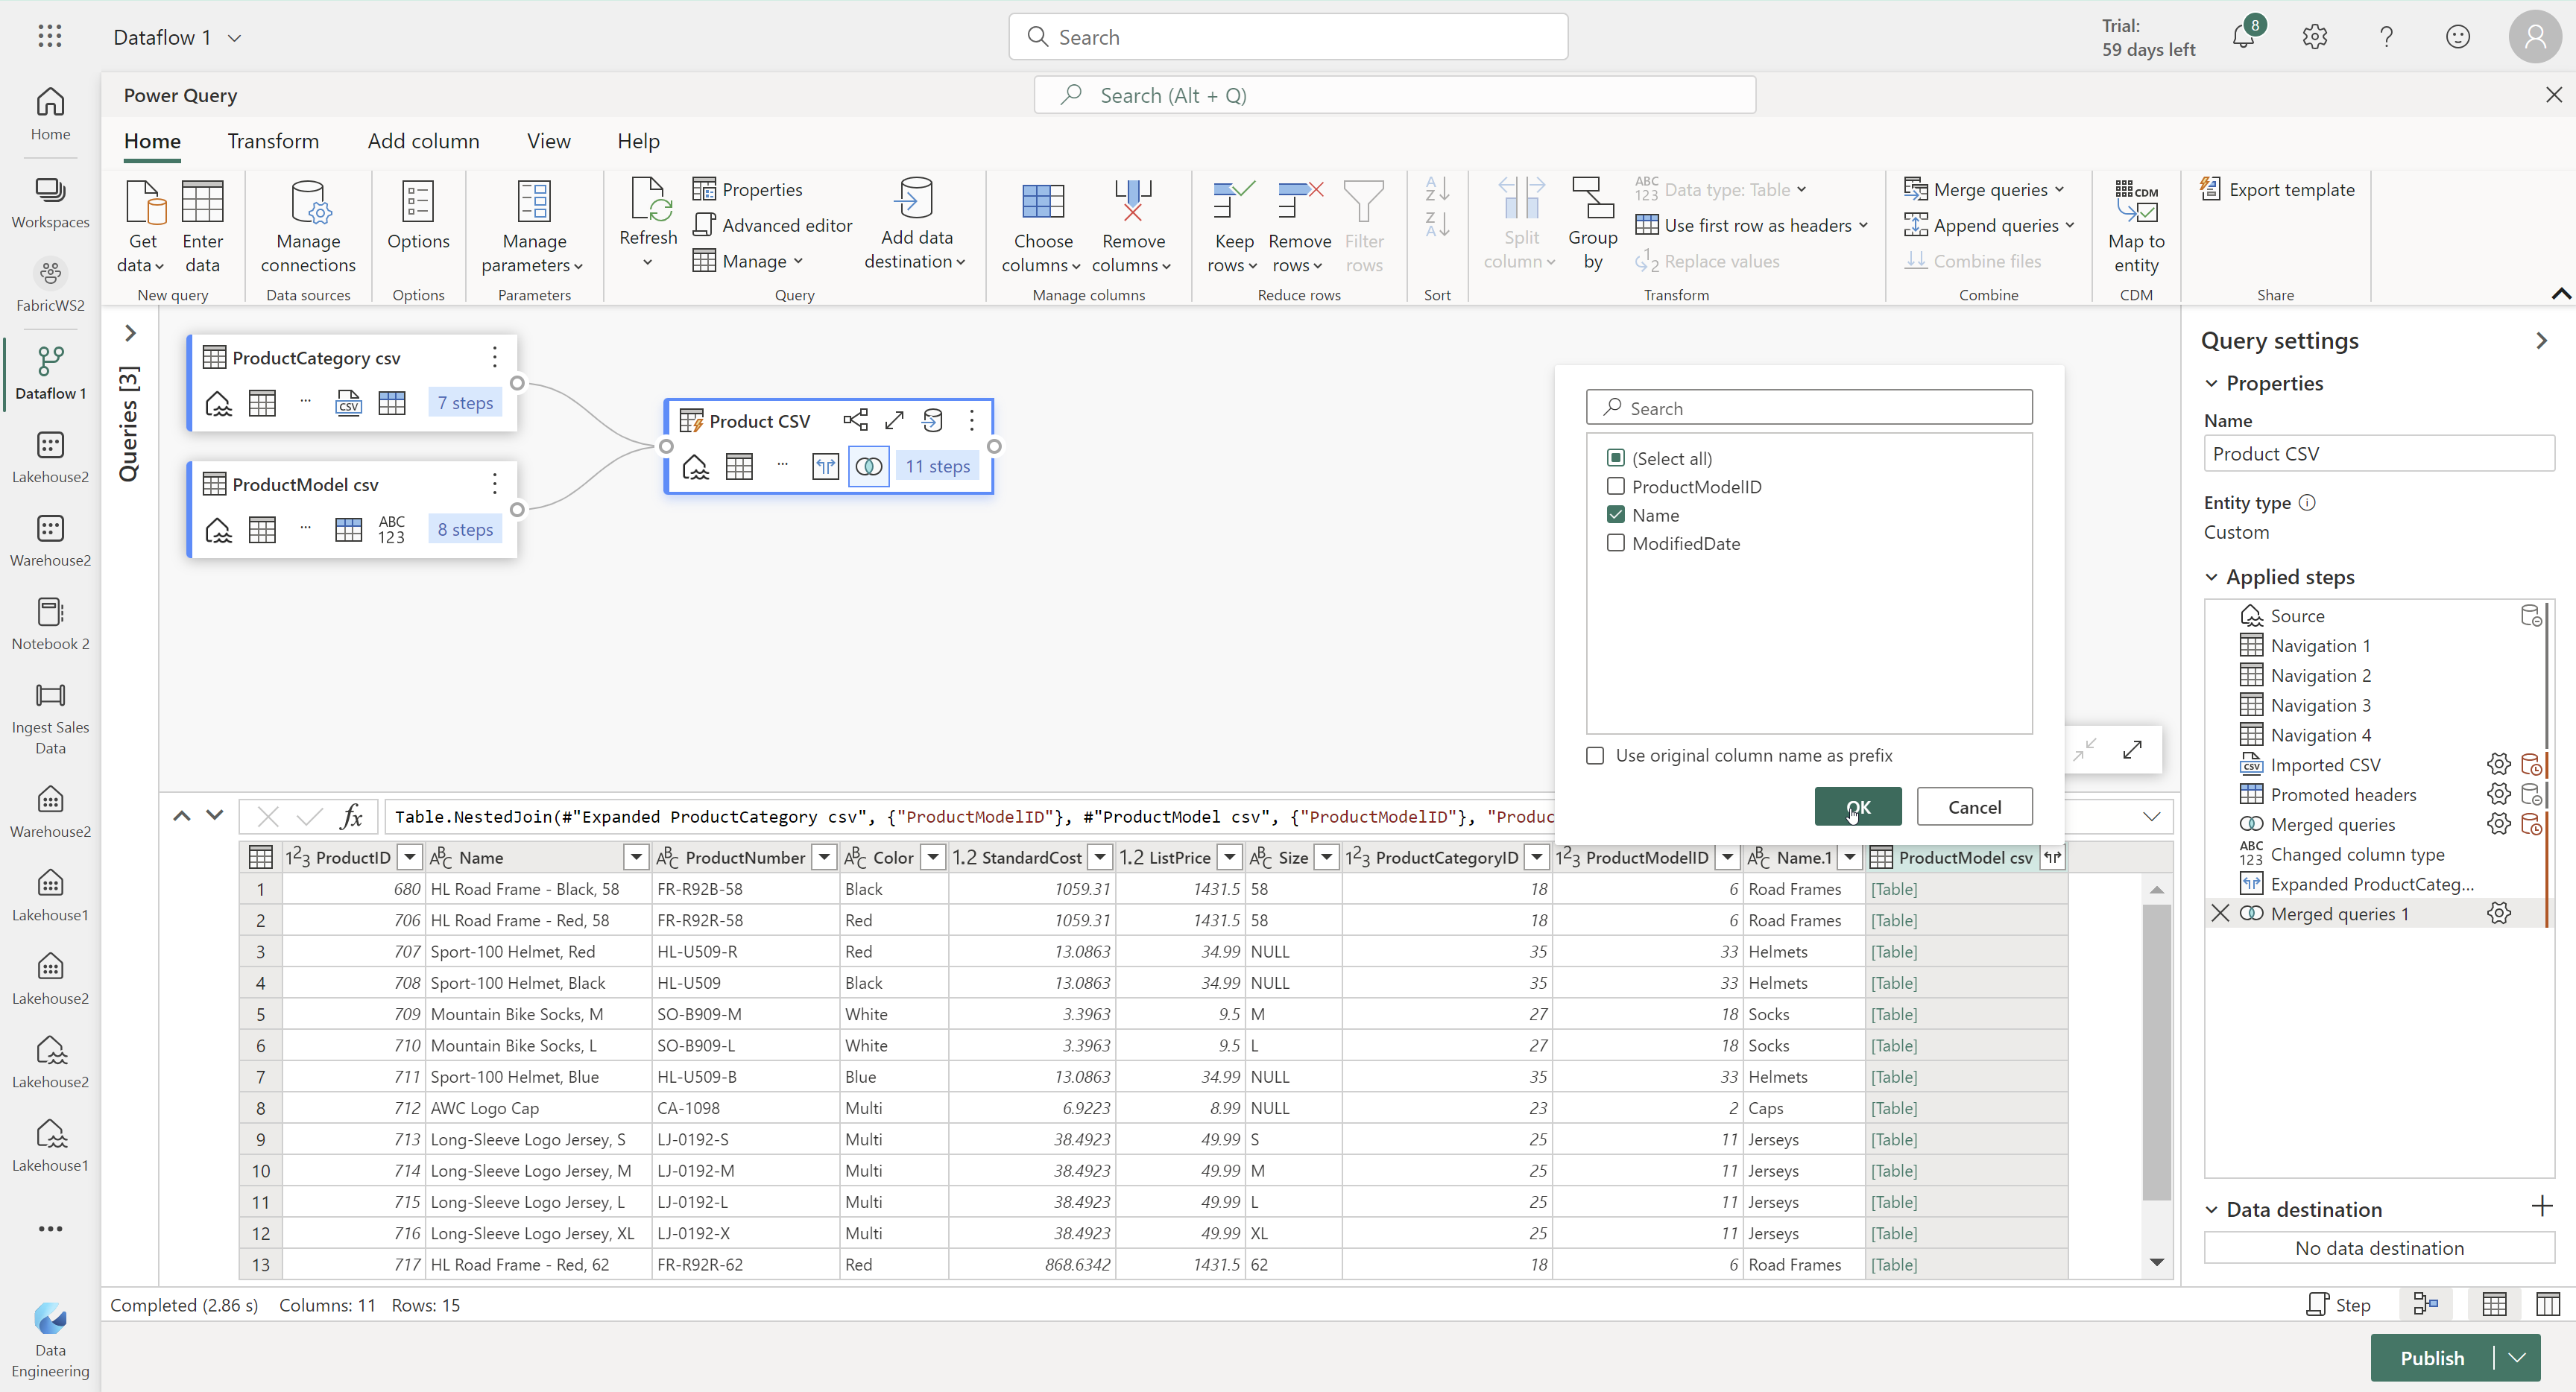 Dataflow 1
Search
Trial:
59 days left
8
Power Query
Search (Alt + Q)
Home
Transform
Add column
View
Help
Get data
Enter data
New query
Manage connections
Data sources
Options
Options
Manage parameters
Parameters
Refresh
Properties
Advanced editor
Manage
Add data destination
Query
Choose columns
Remove columns
Manage columns
Keep rows
Remove rows
Filter rows
Reduce rows
A Z
Z A
Sort
Split column
Group by
ABC 123 Data type: Table
Use first row as headers
1 2 Replace values
Transform
Merge queries
Append queries
Combine files
Combine
CDM
Map to entity
CDM
Export template
Share
Home
Workspaces
FabricWS2
Dataflow 1
Lakehouse2
Warehouse2
Notebook 2
Ingest Sales Data
Warehouse2
Lakehouse1
Lakehouse2
Lakehouse2
Lakehouse1
Data Engineering
Queries [3]
ProductCategory csv
CSV
7 steps
ProductModel csv
ABC 123
8 steps
Product CSV
11 steps
Search
(Select all)
ProductModelID
Name
ModifiedDate
Use original column name as prefix
OK
Cancel
fx
Table.NestedJoin(#"Expanded ProductCategory csv", {"ProductModelID"}, #"ProductModel csv", {"ProductModelID"}, "Produc
123 ProductID ABC Name ABC ProductNumber ABC Color 1.2 StandardCost 1.2 ListPrice ABC Size 123 ProductCategoryID 123 ProductModelID ABC Name.1 ProductModel csv
1 680 HL Road Frame - Black, 58 FR-R92B-58 Black 1059.31 1431.5 58 18 6 Road Frames [Table]
2 706 HL Road Frame - Red, 58 FR-R92R-58 Red 1059.31 1431.5 58 18 6 Road Frames [Table]
3 707 Sport-100 Helmet, Red HL-U509-R Red 13.0863 34.99 NULL 35 33 Helmets [Table]
4 708 Sport-100 Helmet, Black HL-U509 Black 13.0863 34.99 NULL 35 33 Helmets [Table]
5 709 Mountain Bike Socks, M SO-B909-M White 3.3963 9.5 M 27 18 Socks [Table]
6 710 Mountain Bike Socks, L SO-B909-L White 3.3963 9.5 L 27 18 Socks [Table]
7 711 Sport-100 Helmet, Blue HL-U509-B Blue 13.0863 34.99 NULL 35 33 Helmets [Table]
8 712 AWC Logo Cap CA-1098 Multi 6.9223 8.99 NULL 23 2 Caps [Table]
9 713 Long-Sleeve Logo Jersey, S LJ-0192-S Multi 38.4923 49.99 S 25 11 Jerseys [Table]
10 714 Long-Sleeve Logo Jersey, M LJ-0192-M Multi 38.4923 49.99 M 25 11 Jerseys [Table]
11 715 Long-Sleeve Logo Jersey, L LJ-0192-L Multi 38.4923 49.99 L 25 11 Jerseys [Table]
12 716 Long-Sleeve Logo Jersey, XL LJ-0192-X Multi 38.4923 49.99 XL 25 11 Jerseys [Table]
13 717 HL Road Frame - Red, 62 FR-R92R-62 Red 868.6342 1431.5 62 18 6 Road Frames [Table]
Completed (2.86 s) Columns: 11 Rows: 15
Step
Query settings
Properties
Name
Product CSV
Entity type
Custom
Applied steps
Source
Navigation 1
Navigation 2
Navigation 3
Navigation 4
CSV Imported CSV
Promoted headers
Merged queries
ABC 123 Changed column type
Expanded ProductCateg...
Merged queries 1
Data destination
No data destination
Publish